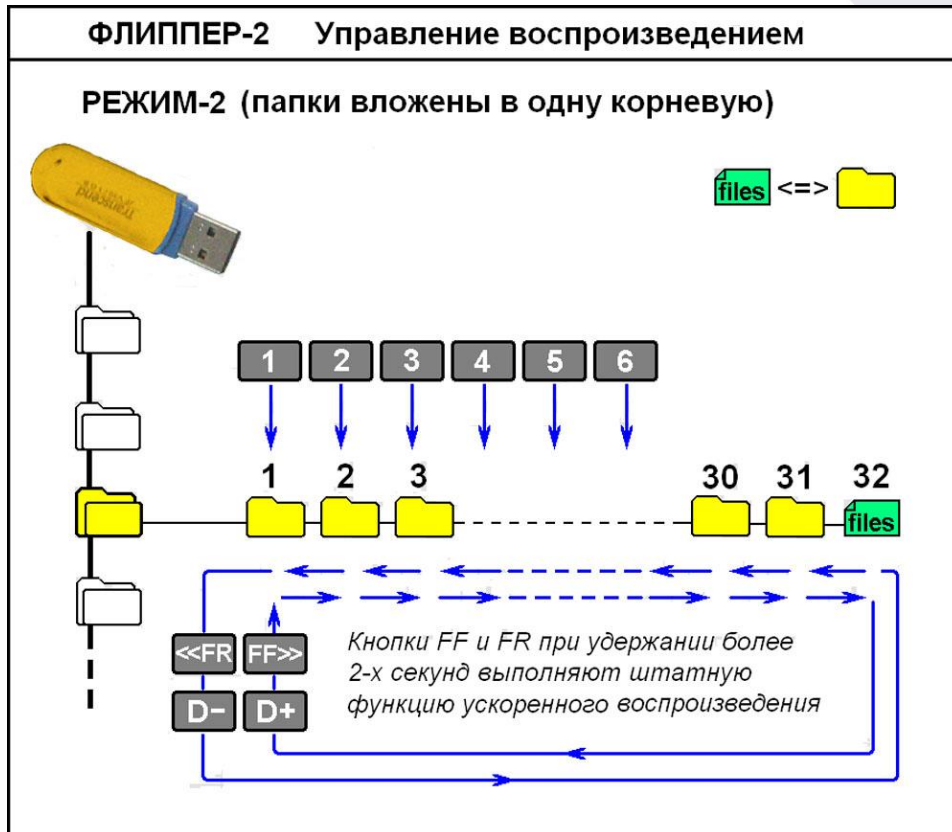 ФЛИППЕР-2 Управление воспроизведением
РЕЖИМ-2 (папки вложены в одну корневую)
Transcend
files <=>
1 2 3 4 5 6
1 2 3 30 31 32
files
<<FR FF>>
D- D+
Кнопки FF и FR при удержании более
2-х секунд выполняют штатную
функцию ускоренного воспроизведения